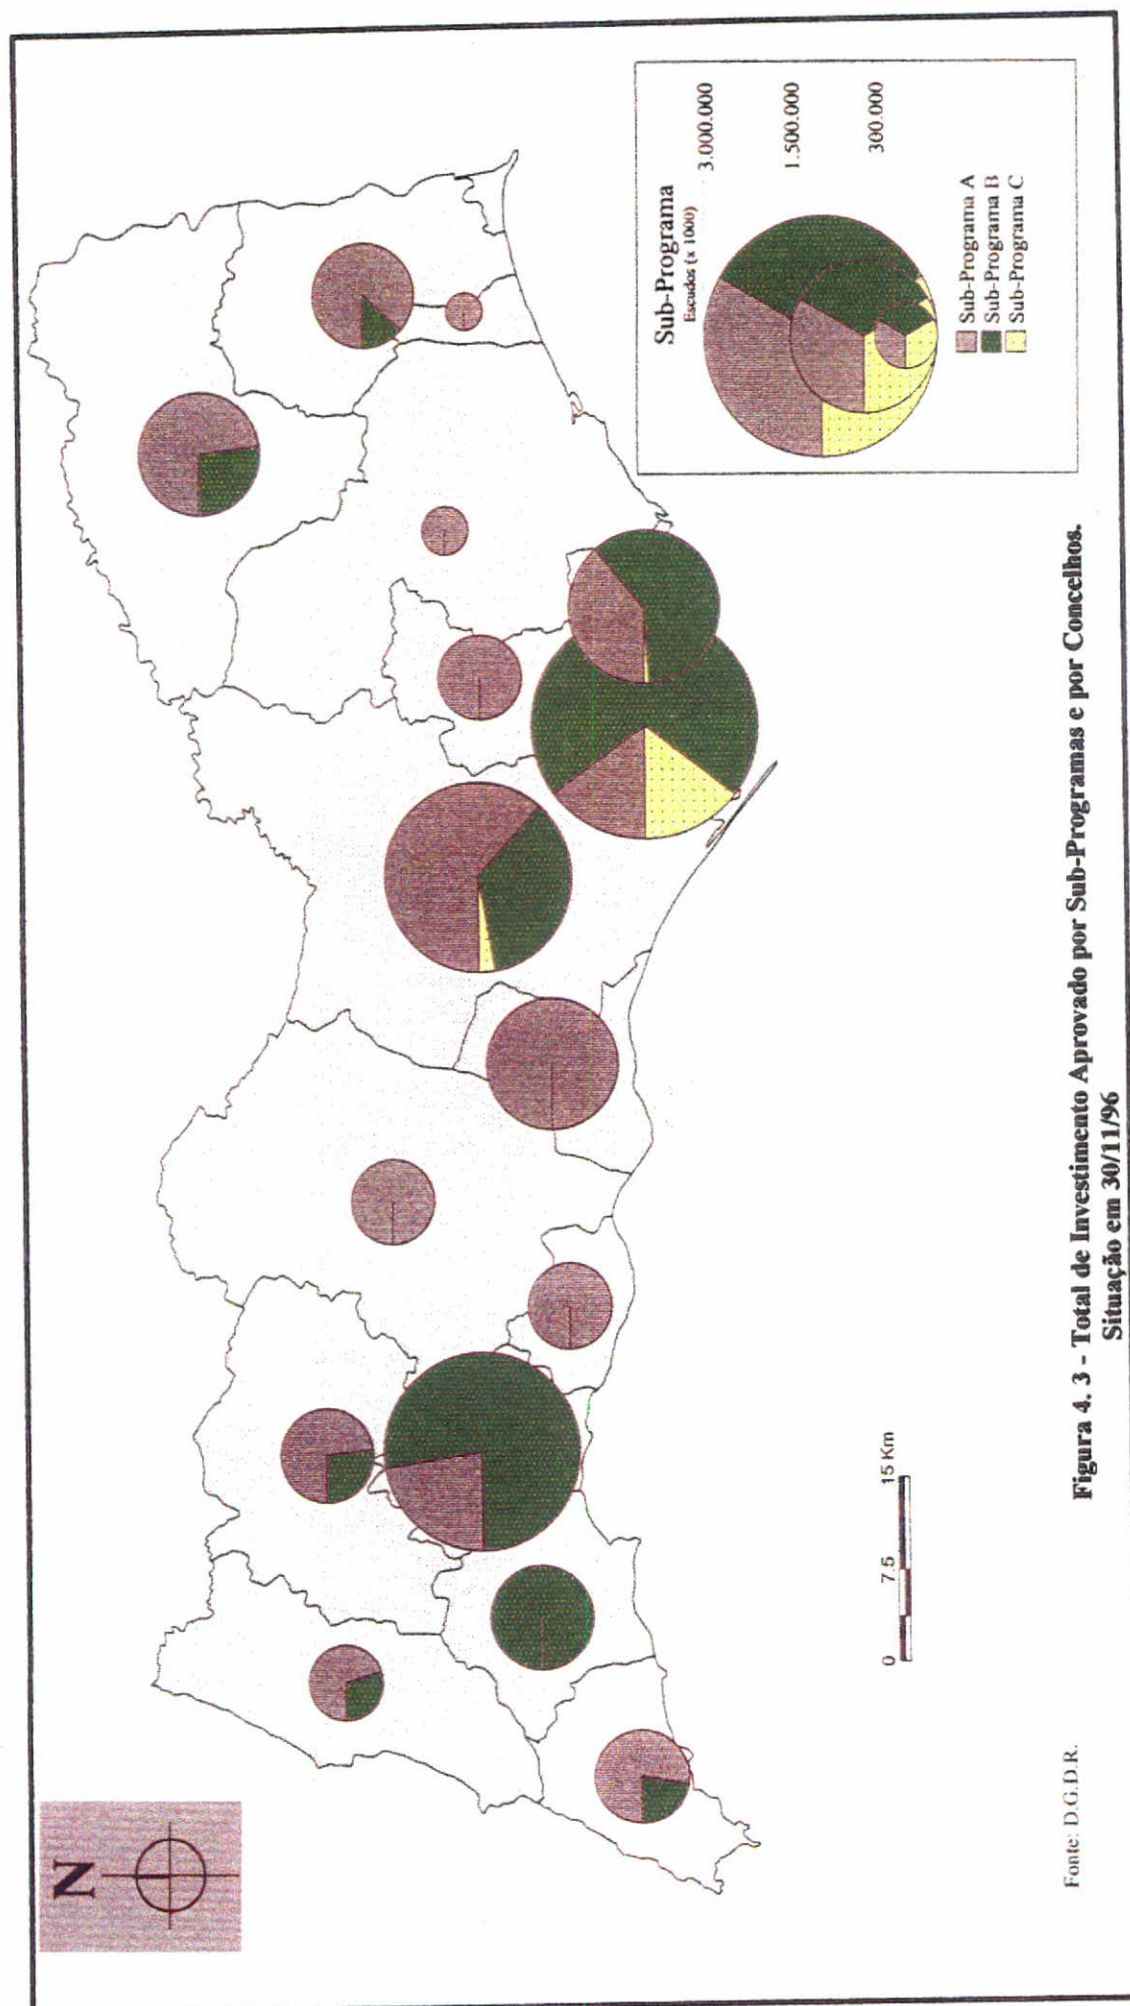 N
Sub-Programa
Escudos (x 1000)
3.000.000
1.500.000
300.000
Sub-Programa A
Sub-Programa B
Sub-Programa C
0 7.5 15 Km
Fonte: D.G.D.R.
Figura 4. 3 - Total de Investimento Aprovado por Sub-Programas e por Concelhos.
Situação em 30/11/96